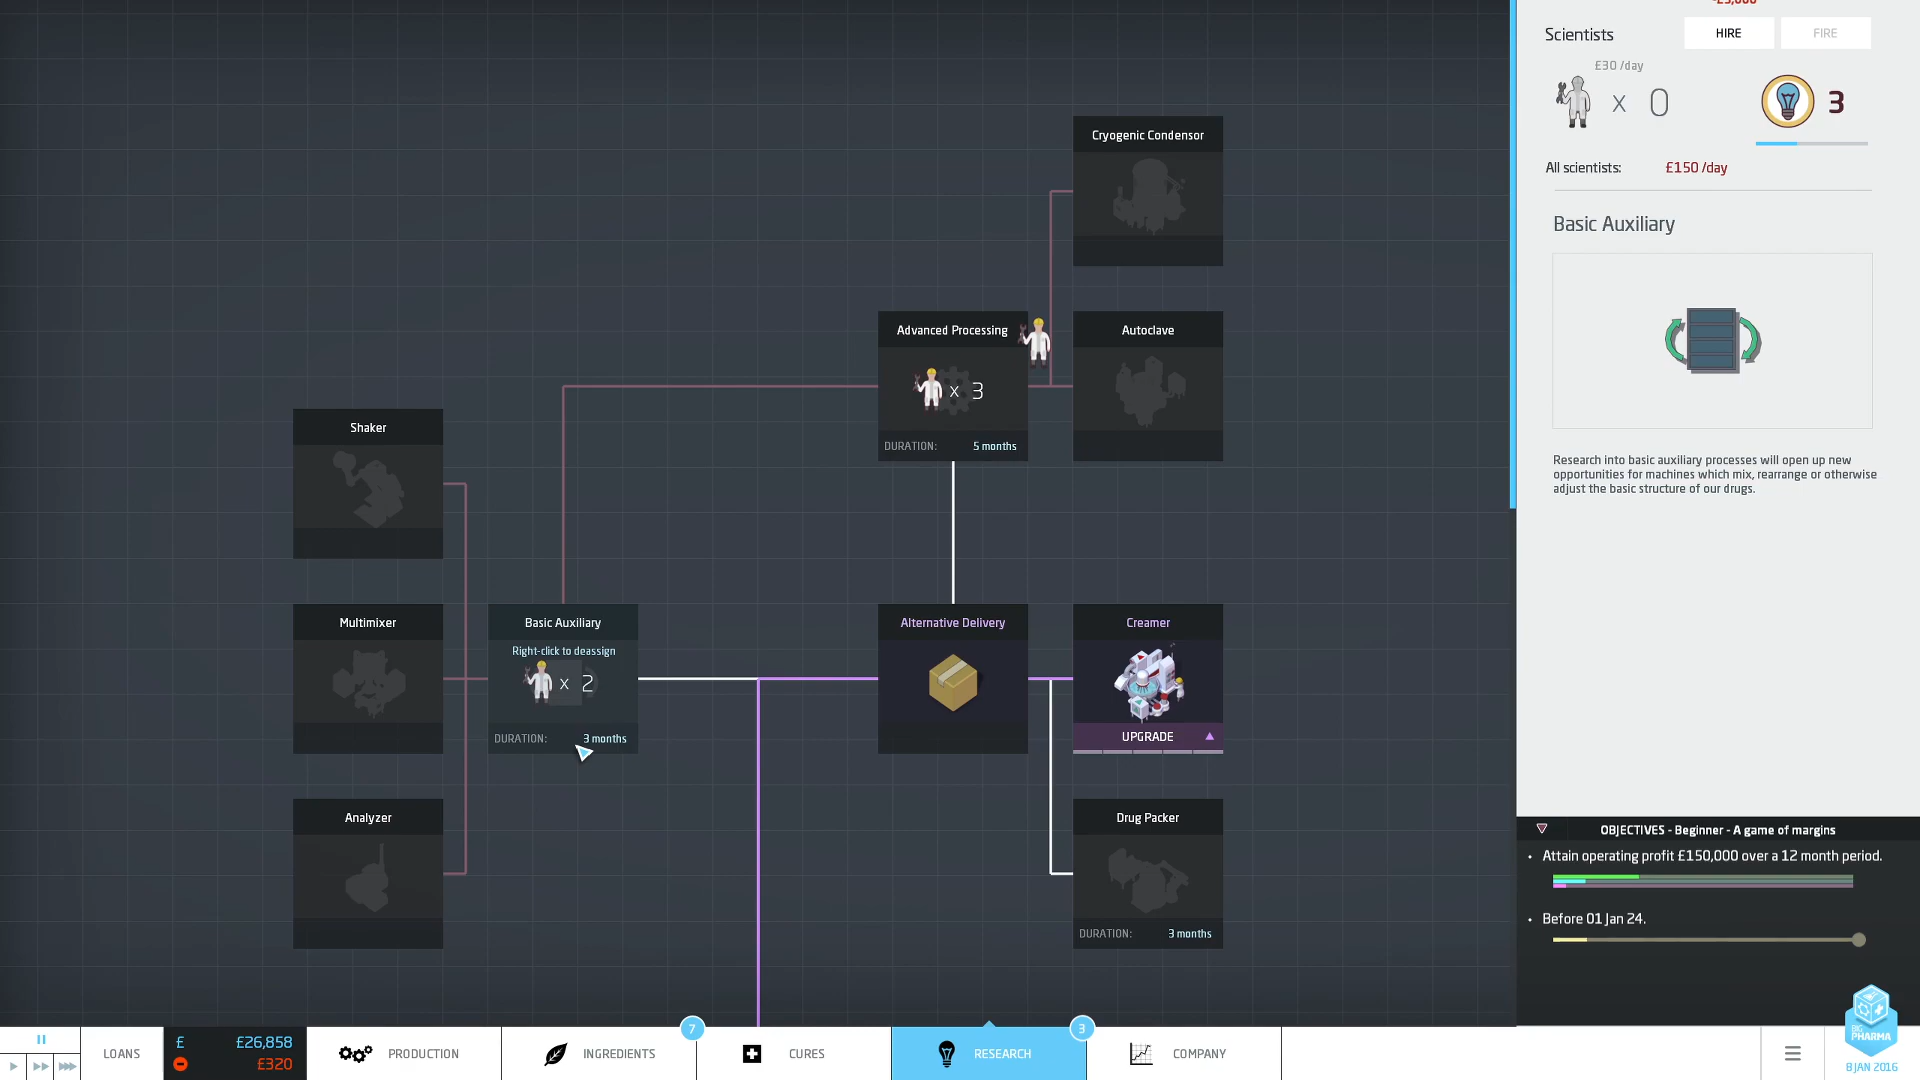 -£5,000
Scientists
HIRE
FIRE
£30 /day
x 0
3
All scientists:
£150 /day
Basic Auxiliary
Research into basic auxiliary processes will open up new
opportunities for machines which mix, rearrange or otherwise
adjust the basic structure of our drugs.
Cryogenic Condensor
Advanced Processing
x 3
DURATION:
5 months
Autoclave
Shaker
Multimixer
Basic Auxiliary
Right-click to deassign
x 2
DURATION:
3 months
Alternative Delivery
Creamer
UPGRADE
Analyzer
Drug Packer
DURATION:
3 months
OBJECTIVES - Beginner - A game of margins
• Attain operating profit £150,000 over a 12 month period.
• Before 01 Jan 24.
LOANS
£
£26,858
£320
PRODUCTION
7
INGREDIENTS
CURES
3
RESEARCH
COMPANY
BIG
PHARMA
8 JAN 2016